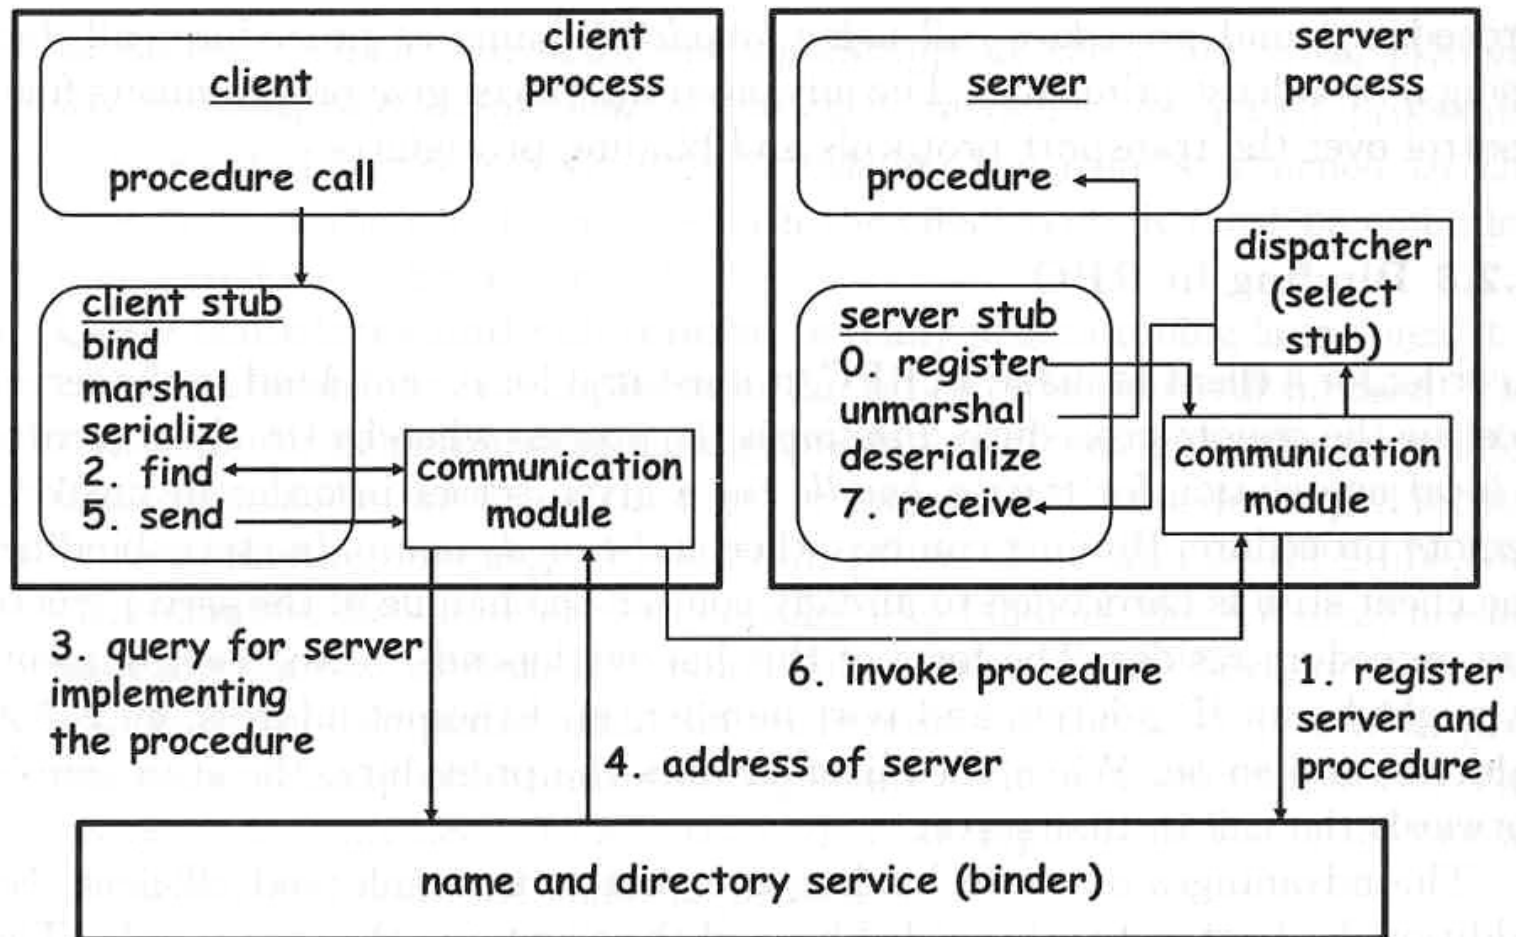 client
process
client
procedure call
client stub
bind
marshal
serialize
2. find
5. send
communication
module
server
process
server
procedure
dispatcher
(select
stub)
server stub
0. register
unmarshal
deserialize
7. receive
communication
module
3. query for server
implementing
the procedure
4. address of server
6. invoke procedure
1. register
server and
procedure
name and directory service (binder)